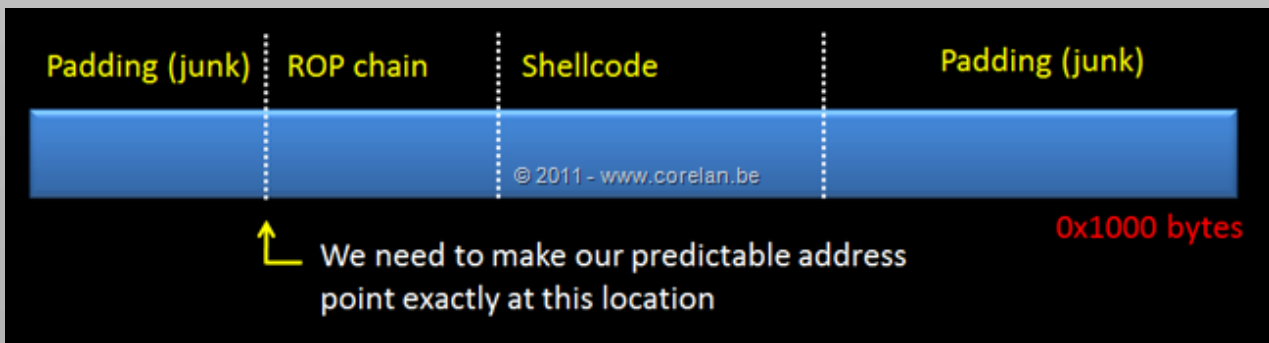 Padding (junk) ROP chain Shellcode Padding (junk)
© 2011 - www.corelan.be
0x1000 bytes
We need to make our predictable address
point exactly at this location